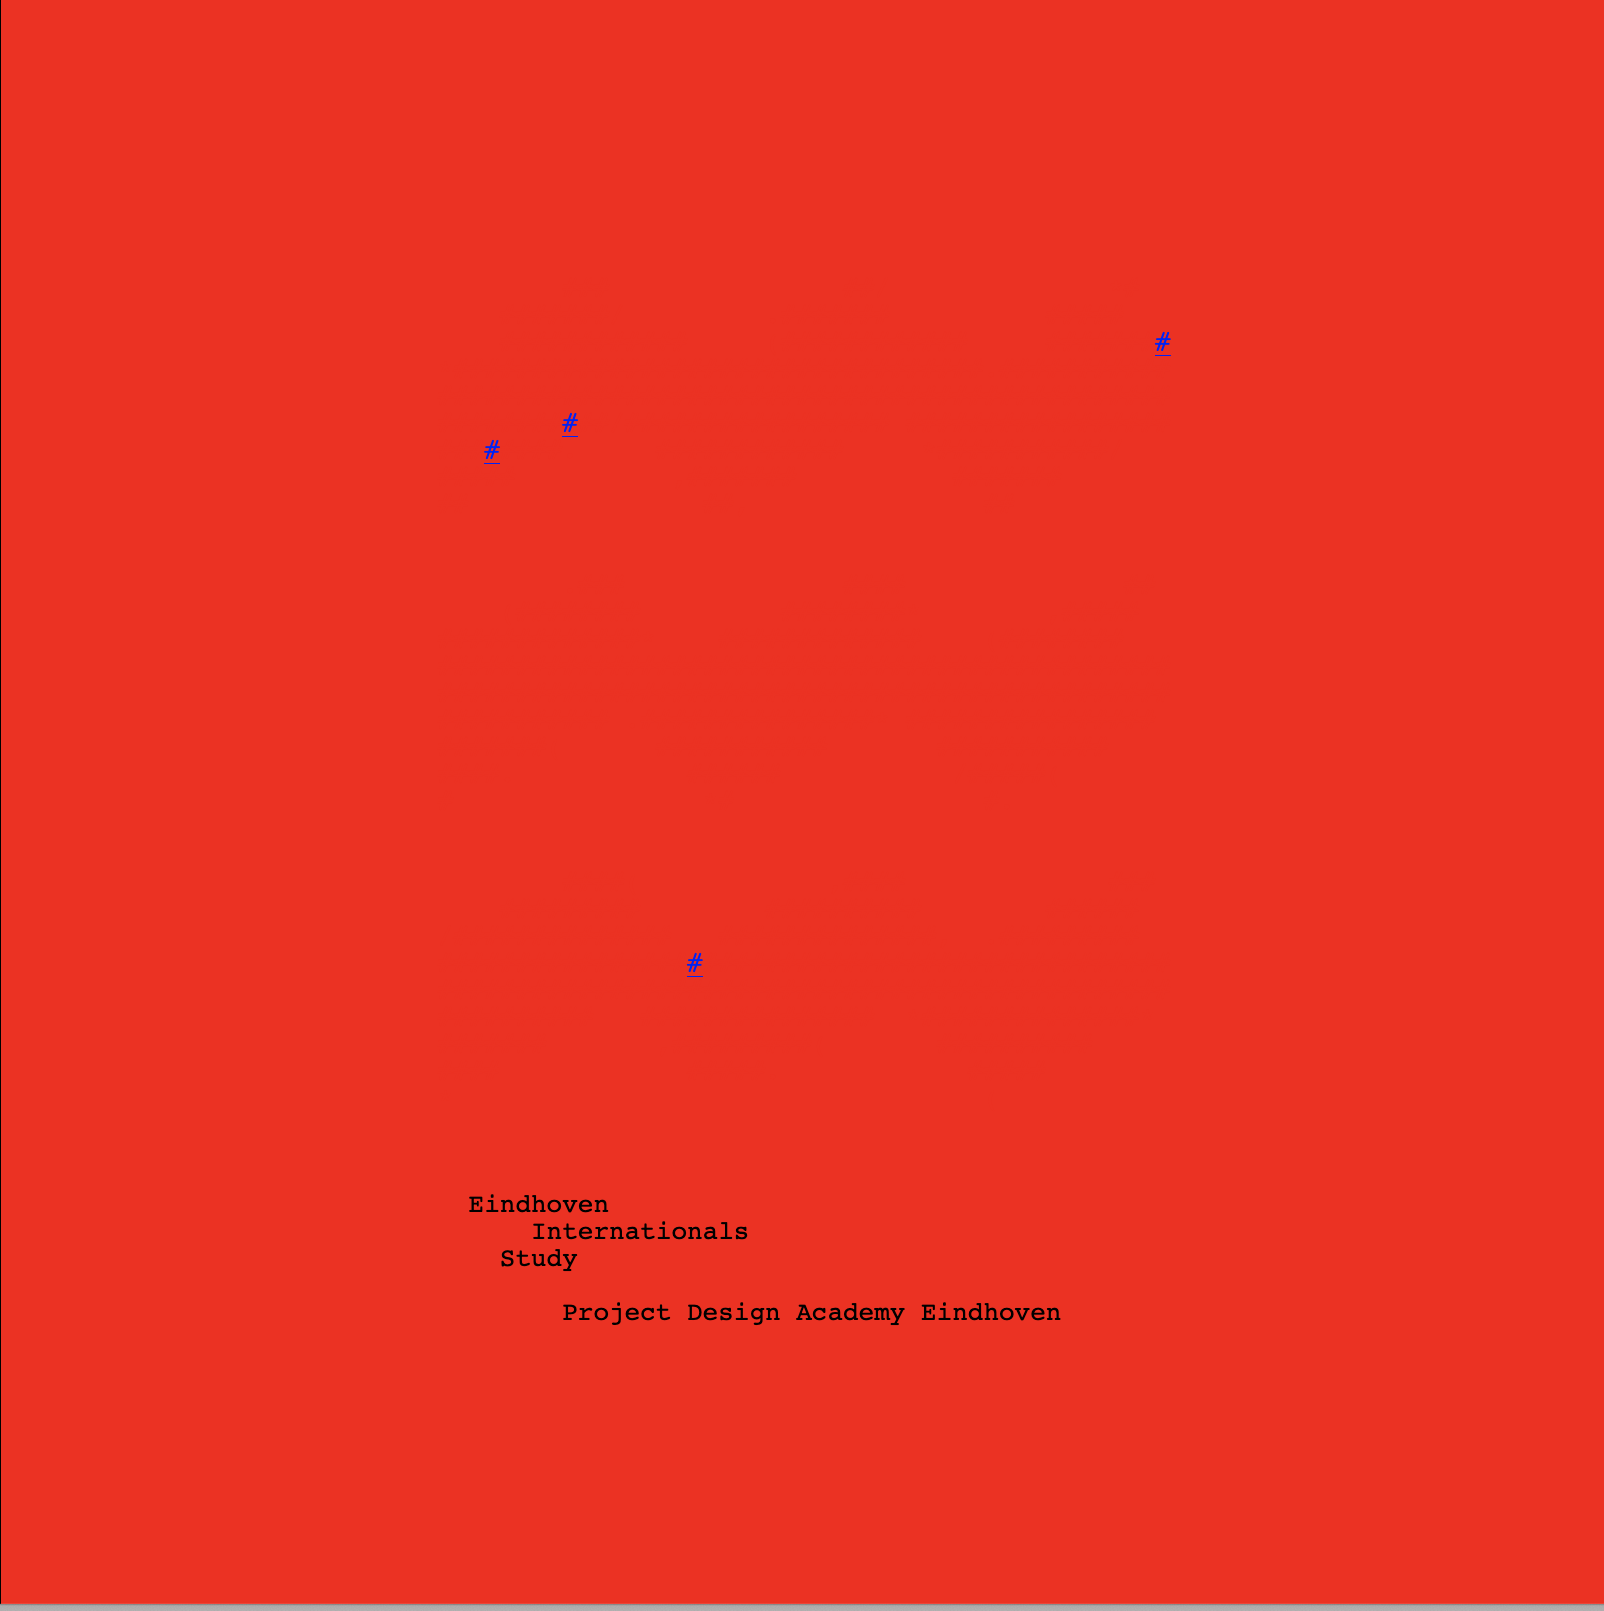 #
#
#
#
Eindhoven
Internationals
Study
Project Design Academy Eindhoven